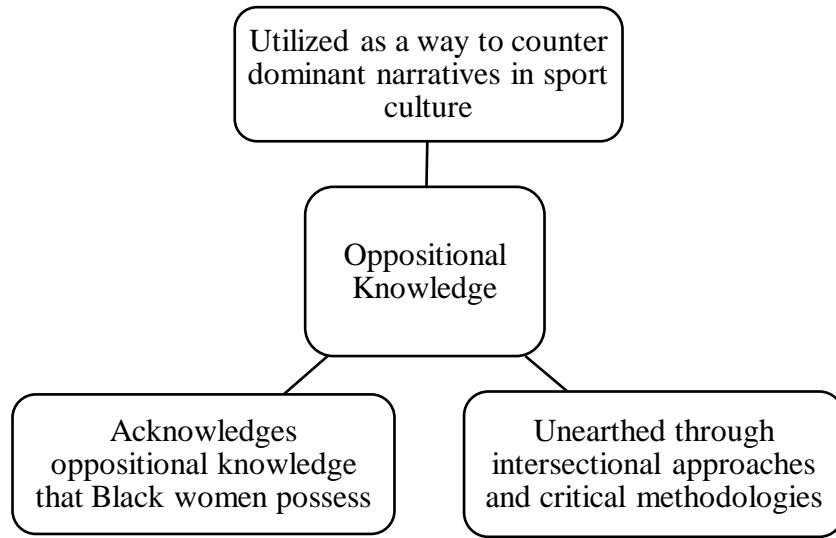 Utilized as a way to counter
dominant narratives in sport
culture
Oppositional
Knowledge
Acknowledges
oppositional knowledge
that Black women possess
Unearthed through
intersectional approaches
and critical methodologies